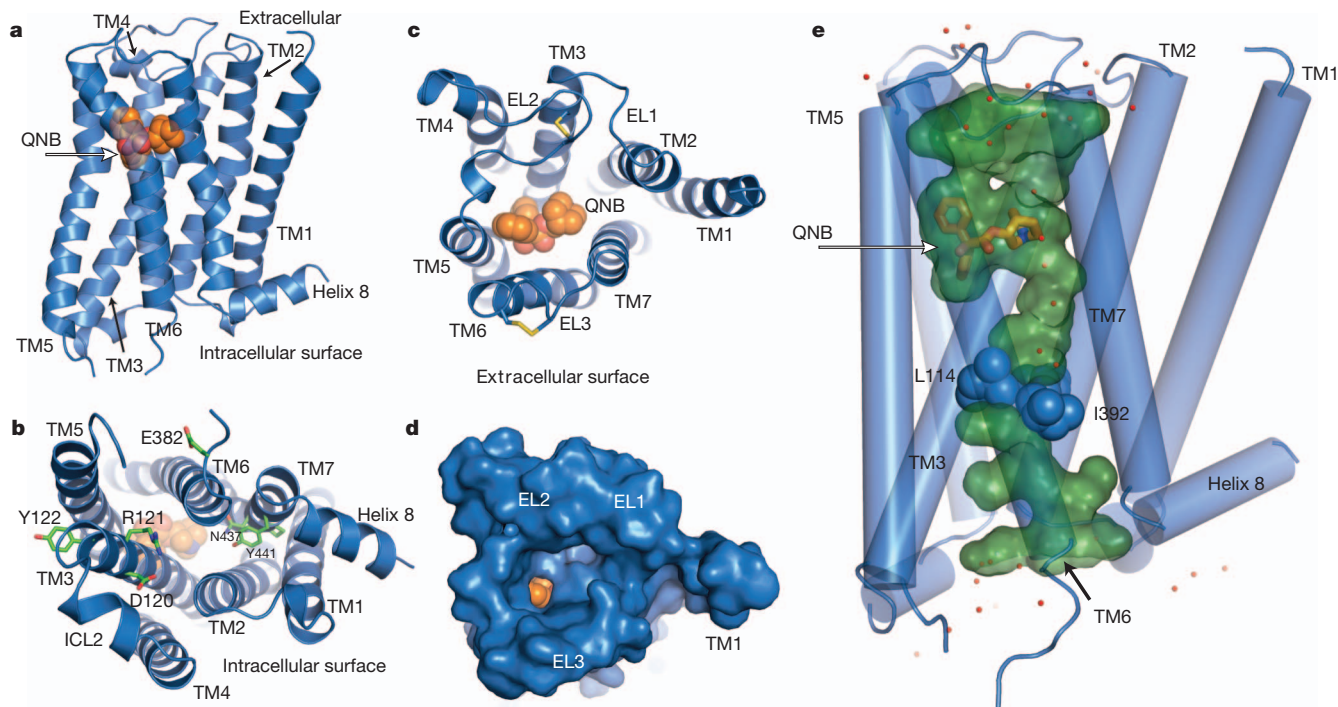 a
TM4
Extracellular
TM2
QNB
TM1
Helix 8
TM6
TM5
Intracellular surface
TM3
b
TM5
E382
TM6
TM7
Helix 8
Y122
R121
N437
Y441
TM3
D120
TM1
ICL2
TM2
Intracellular surface
TM4
c
TM3
EL2
EL1
TM4
TM2
QNB
TM1
TM5
TM7
TM6
EL3
Extracellular surface
d
EL2
EL1
TM1
EL3
e
TM2
TM1
TM5
QNB
TM7
L114
I392
TM3
Helix 8
TM6